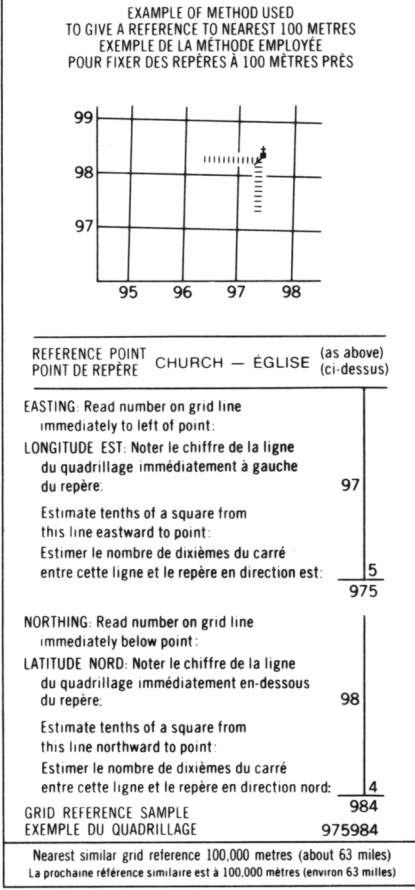 EXAMPLE OF METHOD USED
TO GIVE A REFERENCE TO NEAREST 100 METRES
EXEMPLE DE LA MÉTHODE EMPLOYÉE
POUR FIXER DES REPÈRES À 100 MÈTRES PRÈS
99
98
97
95 96 97 98
REFERENCE POINT
POINT DE REPÈRE
CHURCH — ÉGLISE
(as above)
(ci-dessus)
EASTING: Read number on grid line
immediately to left of point:
LONGITUDE EST: Noter le chiffre de la ligne
du quadrillage immédiatement à gauche
du repère: 97
Estimate tenths of a square from
this line eastward to point:
Estimer le nombre de dixièmes du carré
entre cette ligne et le repère en direction est: 5
975
NORTHING: Read number on grid line
immediately below point:
LATITUDE NORD: Noter le chiffre de la ligne
du quadrillage immédiatement en-dessous
du repère: 98
Estimate tenths of a square from
this line northward to point:
Estimer le nombre de dixièmes du carré
entre cette ligne et le repère en direction nord: 4
GRID REFERENCE SAMPLE 984
EXEMPLE DU QUADRILLAGE 975984
Nearest similar grid reference 100,000 metres (about 63 miles)
La prochaine référence similaire est à 100,000 mètres (environ 63 milles)